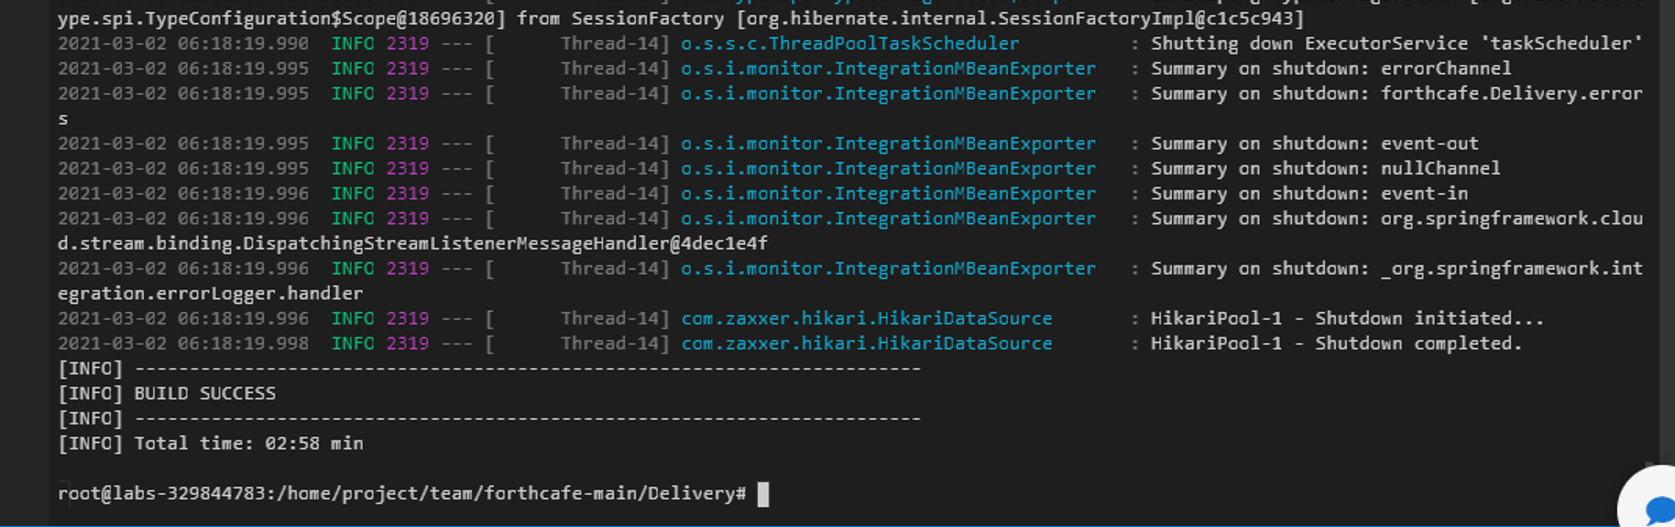 ype.spi.TypeConfiguration$Scope@18696320] from SessionFactory [org.hibernate.internal.SessionFactoryImpl@c1c5c943]
2021-03-02 06:18:19.990  INFO 2319 --- [      Thread-14] o.s.s.c.ThreadPoolTaskScheduler          : Shutting down ExecutorService 'taskScheduler'
2021-03-02 06:18:19.995  INFO 2319 --- [      Thread-14] o.s.i.monitor.IntegrationMBeanExporter   : Summary on shutdown: errorChannel
2021-03-02 06:18:19.995  INFO 2319 --- [      Thread-14] o.s.i.monitor.IntegrationMBeanExporter   : Summary on shutdown: forthcafe.Delivery.error
s
2021-03-02 06:18:19.995  INFO 2319 --- [      Thread-14] o.s.i.monitor.IntegrationMBeanExporter   : Summary on shutdown: event-out
2021-03-02 06:18:19.995  INFO 2319 --- [      Thread-14] o.s.i.monitor.IntegrationMBeanExporter   : Summary on shutdown: nullChannel
2021-03-02 06:18:19.996  INFO 2319 --- [      Thread-14] o.s.i.monitor.IntegrationMBeanExporter   : Summary on shutdown: event-in
2021-03-02 06:18:19.996  INFO 2319 --- [      Thread-14] o.s.i.monitor.IntegrationMBeanExporter   : Summary on shutdown: org.springframework.clou
d.stream.binding.DispatchingStreamListenerMessageHandler@4dec1e4f
2021-03-02 06:18:19.996  INFO 2319 --- [      Thread-14] o.s.i.monitor.IntegrationMBeanExporter   : Summary on shutdown: _org.springframework.int
egration.errorLogger.handler
2021-03-02 06:18:19.996  INFO 2319 --- [      Thread-14] com.zaxxer.hikari.HikariDataSource       : HikariPool-1 - Shutdown initiated...
2021-03-02 06:18:19.998  INFO 2319 --- [      Thread-14] com.zaxxer.hikari.HikariDataSource       : HikariPool-1 - Shutdown completed.
[INFO] ------------------------------------------------------------------------
[INFO] BUILD SUCCESS
[INFO] ------------------------------------------------------------------------
[INFO] Total time: 02:58 min
root@labs-329844783:/home/project/team/forthcafe-main/Delivery#